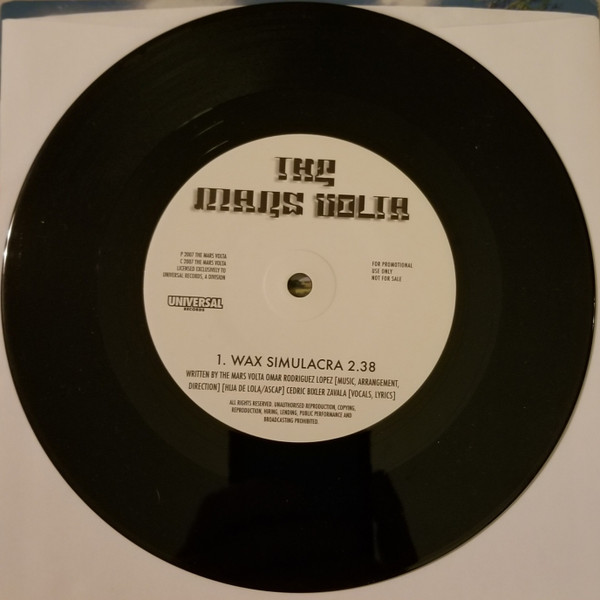 THE
MARS VOLTA
P 2007 THE MARS VOLTA
C 2007 THE MARS VOLTA
LICENSED EXCLUSIVELY TO
UNIVERSAL RECORDS, A DIVISION
FOR PROMOTIONAL
USE ONLY
NOT FOR SALE
UNIVERSAL
RECORDS
1. WAX SIMULACRA 2.38
WRITTEN BY THE MARS VOLTA OMAR RODRIGUEZ LOPEZ [MUSIC, ARRANGEMENT,
DIRECTION] [HIJA DE LOLA/ASCAP] CEDRIC BIXLER ZAVALA [VOCALS, LYRICS]
ALL RIGHTS RESERVED. UNAUTHORISED REPRODUCTION, COPYING,
REPRODUCTION, HIRING, LENDING, PUBLIC PERFORMANCE AND
BROADCASTING PROHIBITED.